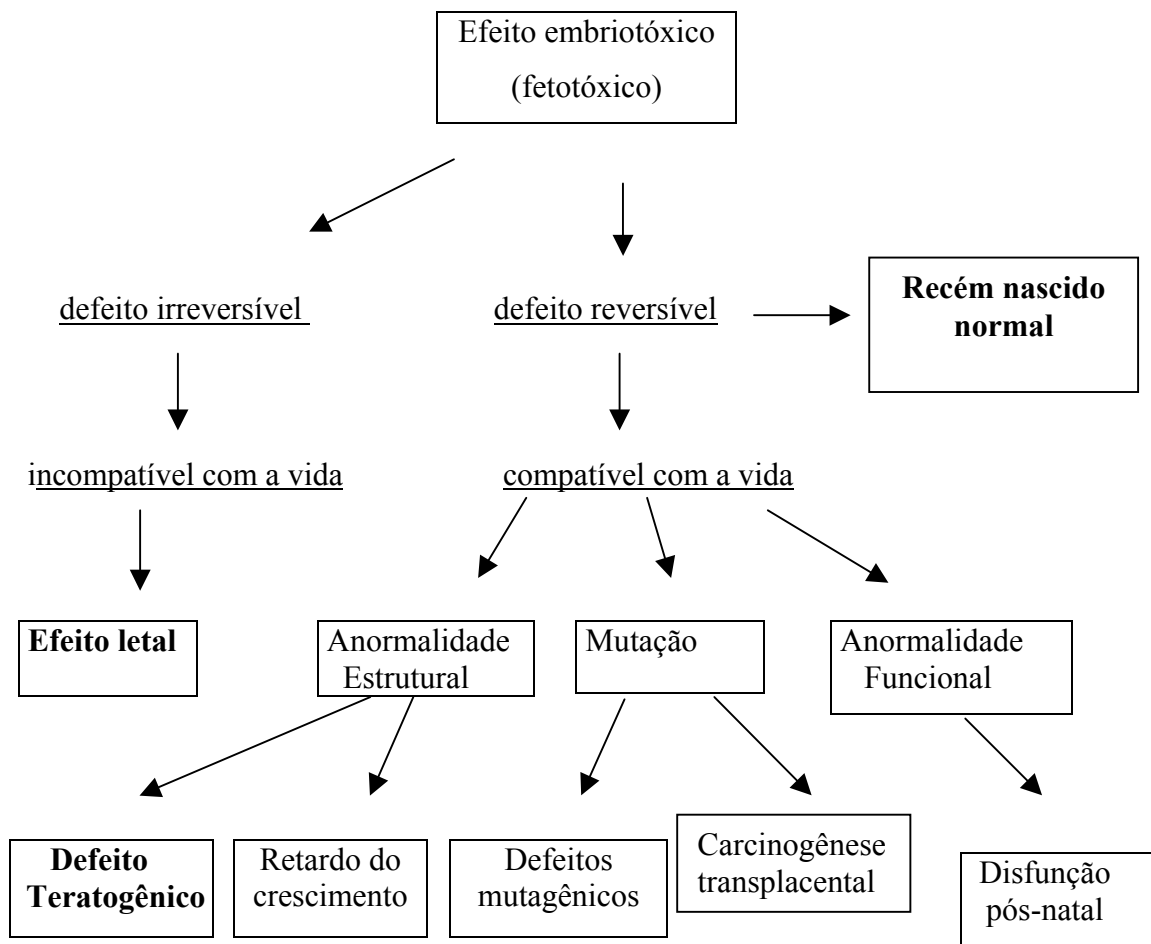 Efeito embriotóxico
(fetotóxico)
defeito irreversível
defeito reversível
Recém nascido
normal
incompatível com a vida
compatível com a vida
Efeito letal
Anormalidade
Estrutural
Mutação
Anormalidade
Funcional
Defeito
Teratogênico
Retardo do
crescimento
Defeitos
mutagênicos
Carcinogênese
transplacental
Disfunção
pós-natal